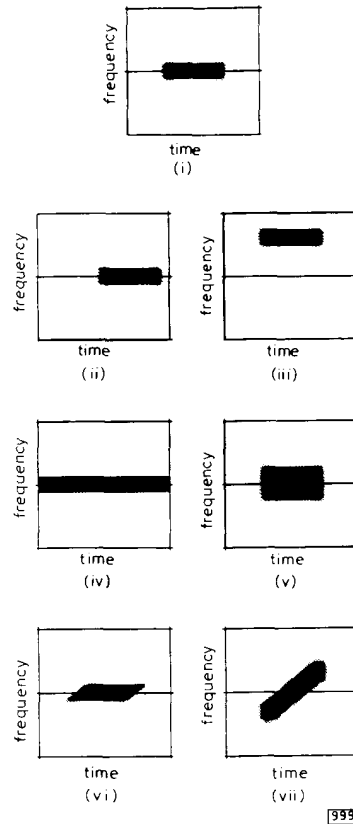 frequency
time
(i)
frequency
time
(ii)
frequency
time
(iii)
frequency
time
(iv)
frequency
time
(v)
frequency
time
(vi)
frequency
time
(vii)
999